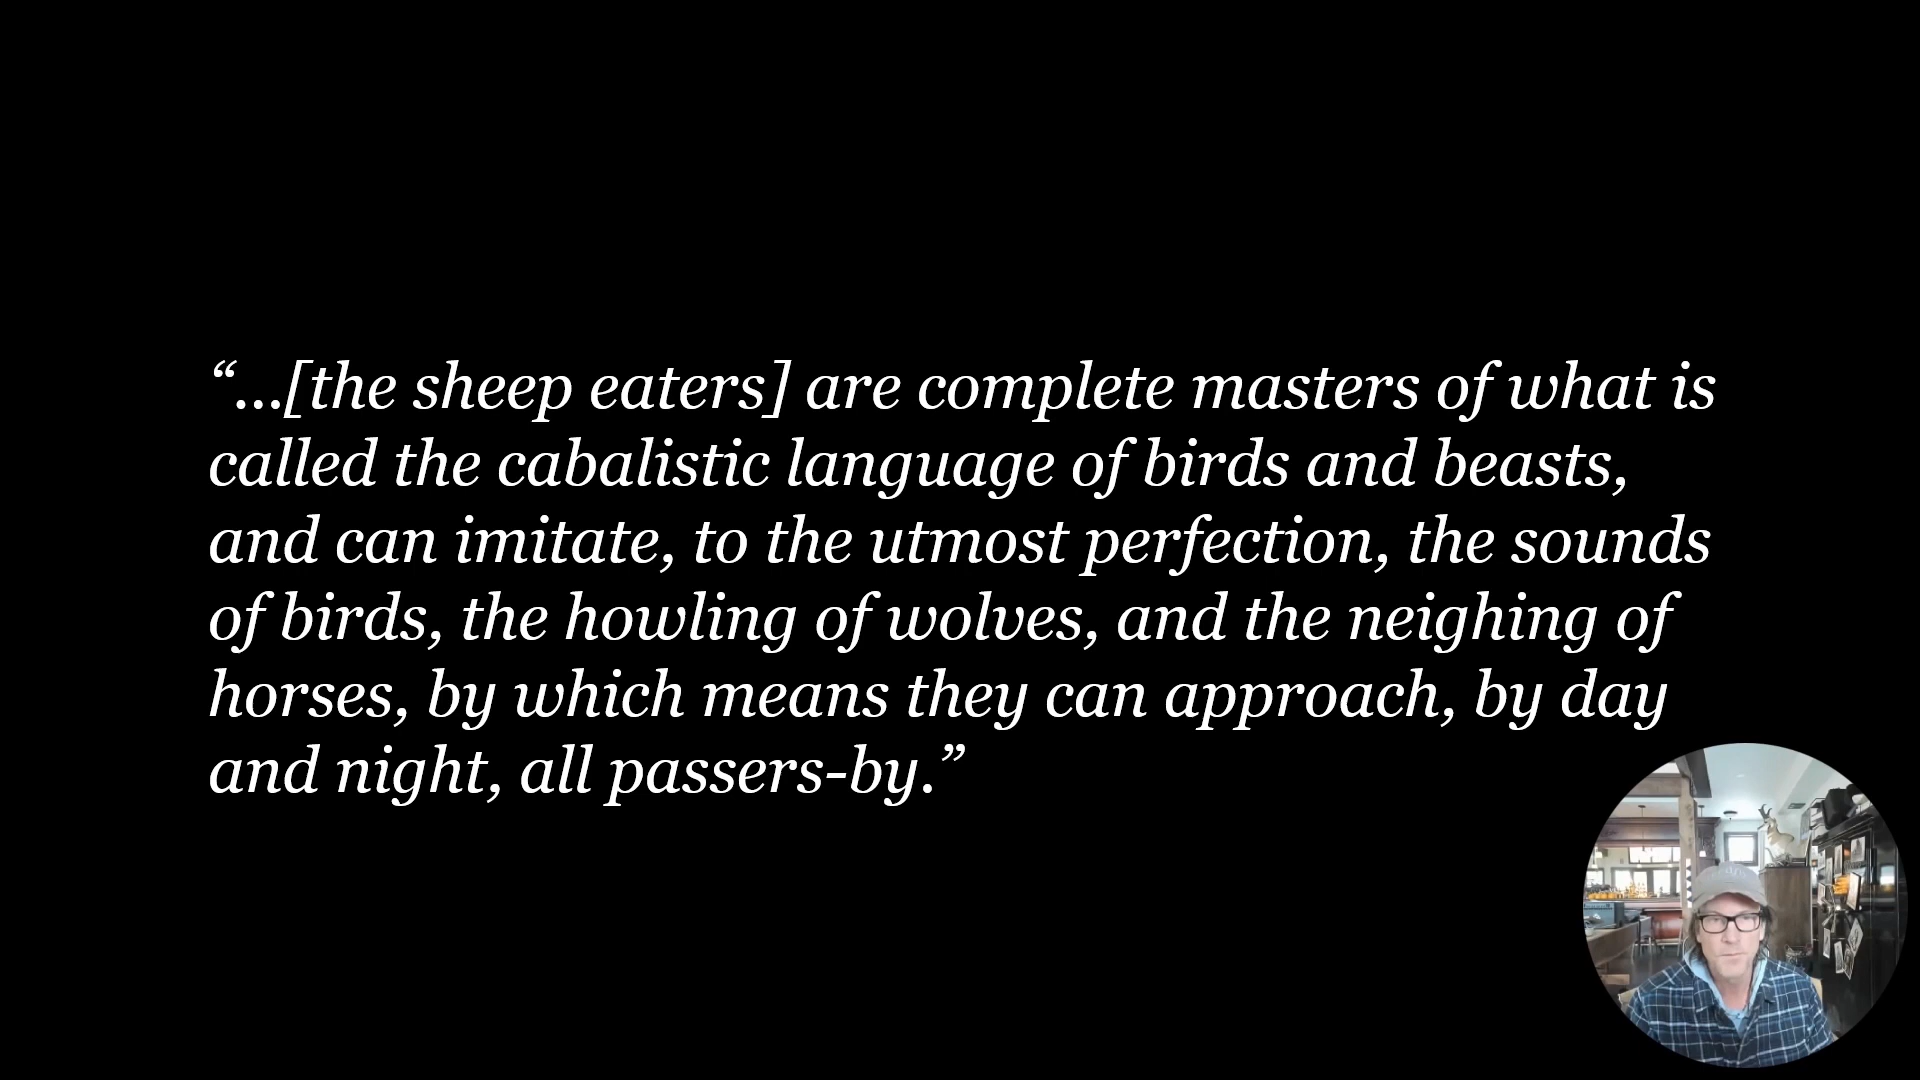 “...[the sheep eaters] are complete masters of what is
called the cabalistic language of birds and beasts,
and can imitate, to the utmost perfection, the sounds
of birds, the howling of wolves, and the neighing of
horses, by which means they can approach, by day
and night, all passers-by.”